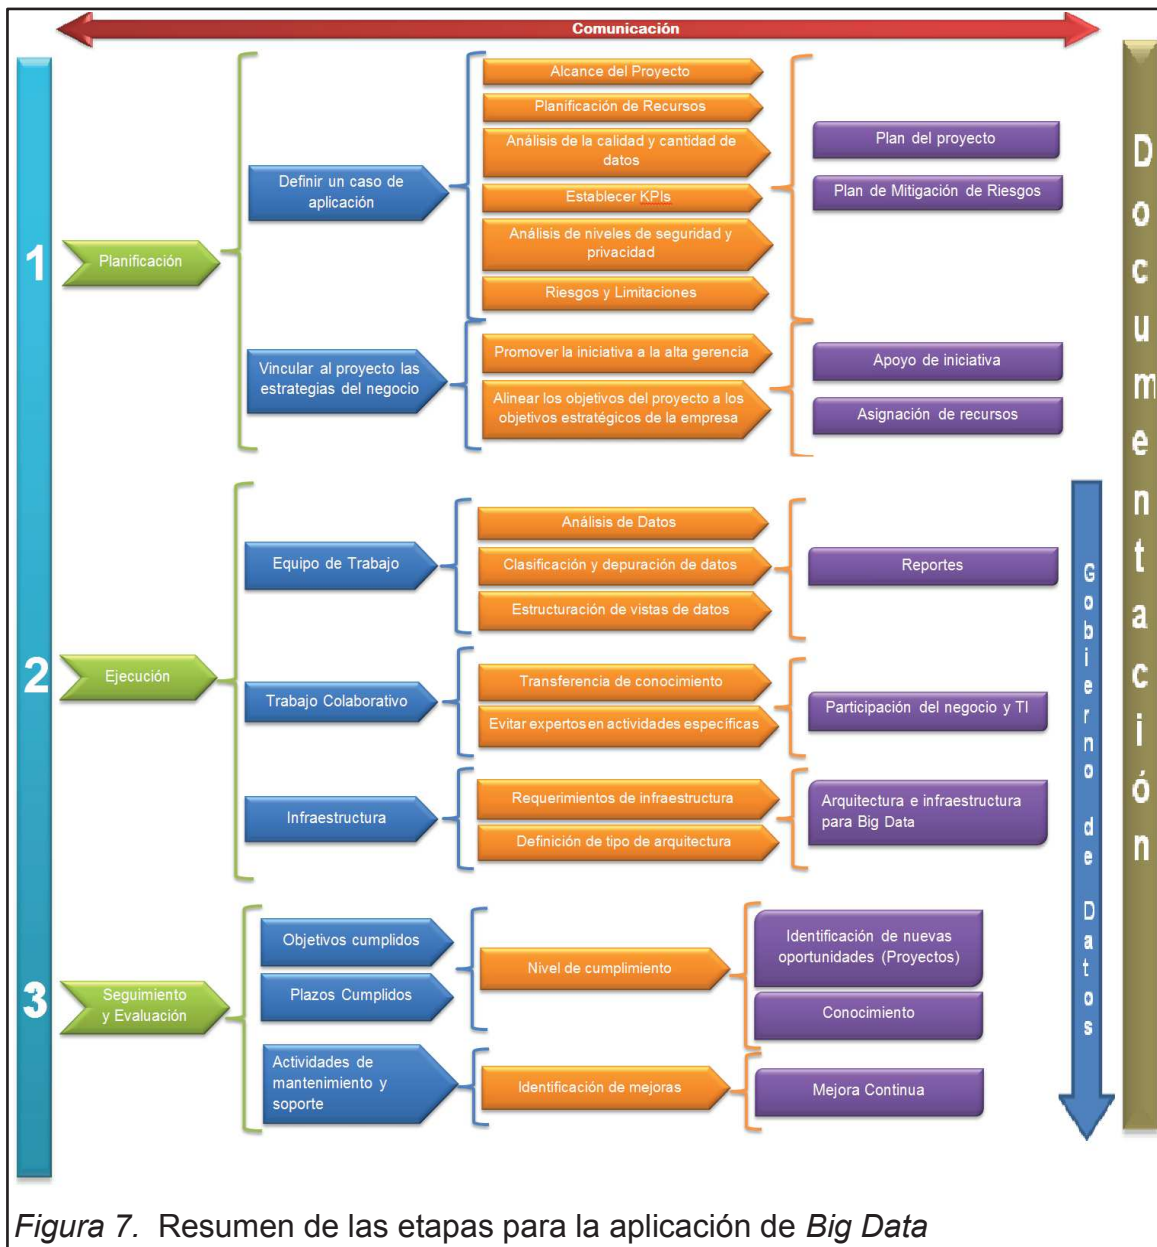 Comunicación
1
Planificación
Definir un caso de
aplicación
Alcance del Proyecto
Planificación de Recursos
Análisis de la calidad y cantidad de
datos
Establecer KPIs
Análisis de niveles de seguridad y
privacidad
Riesgos y Limitaciones
Plan del proyecto
Plan de Mitigación de Riesgos
Vincular al proyecto las
estrategias del negocio
Promover la iniciativa a la alta gerencia
Alinear los objetivos del proyecto a los
objetivos estratégicos de la empresa
Apoyo de iniciativa
Asignación de recursos
2
Ejecución
Equipo de Trabajo
Análisis de Datos
Clasificación y depuración de datos
Estructuración de vistas de datos
Reportes
Trabajo Colaborativo
Transferencia de conocimiento
Evitar expertos en actividades específicas
Participación del negocio y TI
Infraestructura
Requerimientos de infraestructura
Definición de tipo de arquitectura
Arquitectura e infraestructura
para Big Data
3
Seguimiento
y Evaluación
Objetivos cumplidos
Plazos Cumplidos
Nivel de cumplimiento
Identificación de nuevas
oportunidades (Proyectos)
Conocimiento
Actividades de
mantenimiento y
soporte
Identificación de mejoras
Mejora Continua
Gobierno de Datos
Documentación
Figura 7. Resumen de las etapas para la aplicación de Big Data